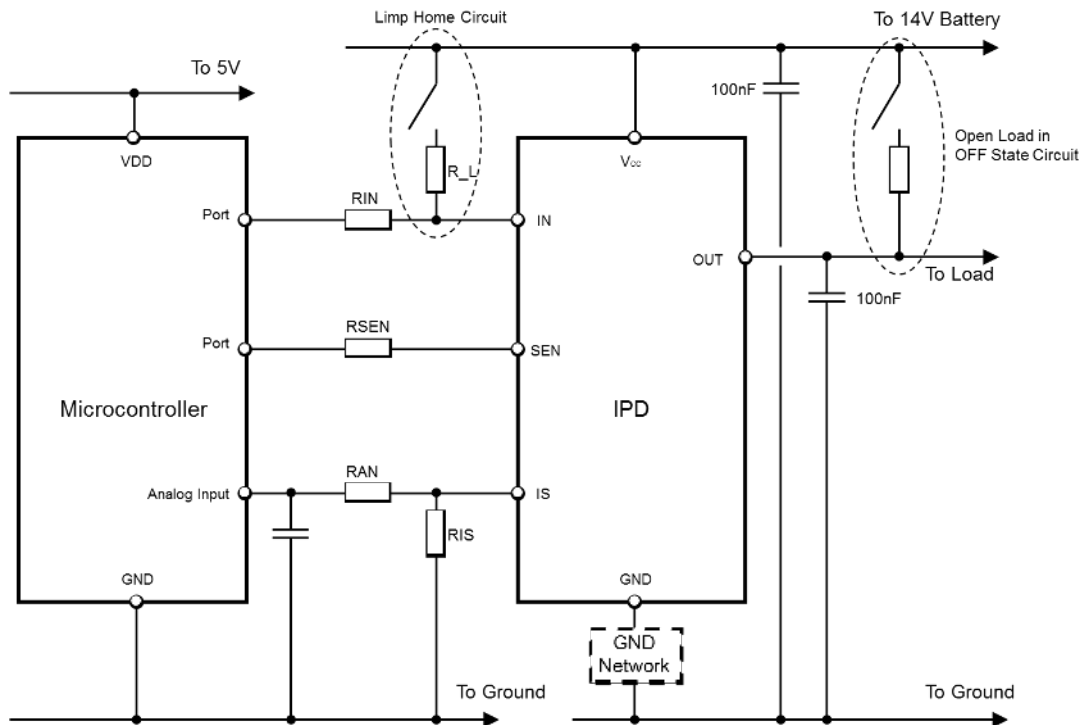 Limp Home Circuit
To 14V Battery
To 5V
100nF
VDD
Vcc
Open Load in
OFF State Circuit
R_L
Port
RIN
IN
OUT
To Load
100nF
Port
RSEN
SEN
Microcontroller
IPD
RAN
Analog Input
IS
RIS
GND
GND
GND
Network
To Ground
To Ground